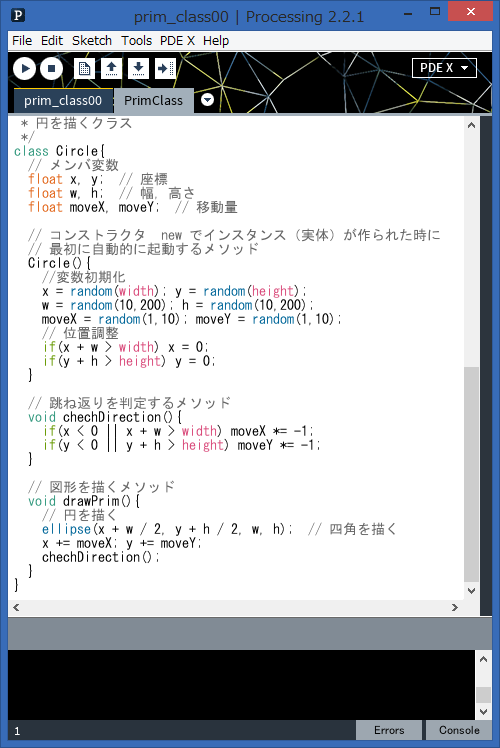 P prim_class00 | Processing 2.2.1
File Edit Sketch Tools PDE X Help
PDE X
prim_class00 PrimClass
* 円を描くクラス
*/
class Circle{
// メンバ変数
float x, y; // 座標
float w, h; // 幅, 高さ
float moveX, moveY; // 移動量
// コンストラクタ new でインスタンス（実体）が作られた時に
// 最初に自動的に起動するメソッド
Circle(){
//変数初期化
x = random(width); y = random(height);
w = random(10,200); h = random(10,200);
moveX = random(1,10); moveY = random(1,10);
// 位置調整
if(x + w > width) x = 0;
if(y + h > height) y = 0;
}
// 跳ね返りを判定するメソッド
void chechDirection(){
if(x < 0 || x + w > width) moveX *= -1;
if(y < 0 || y + h > height) moveY *= -1;
}
// 図形を描くメソッド
void drawPrim(){
// 円を描く
ellipse(x + w / 2, y + h / 2, w, h); // 四角を描く
x += moveX; y += moveY;
chechDirection();
}
}
1 Errors Console